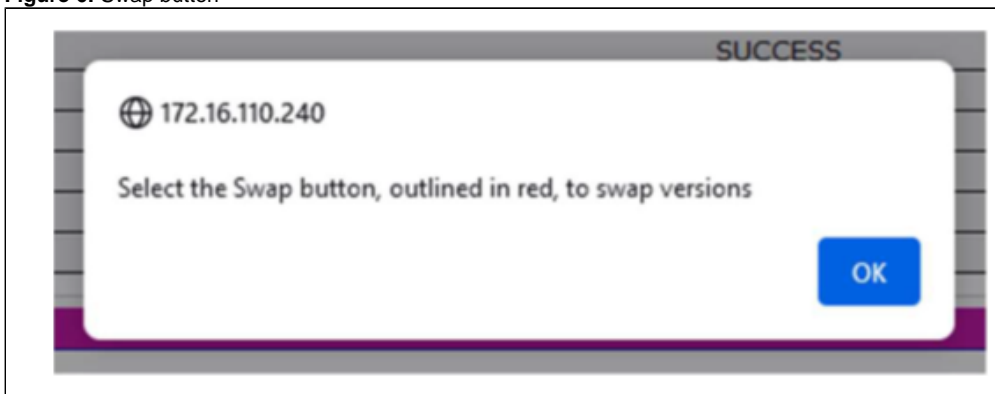 SUCCESS
172.16.110.240
Select the Swap button, outlined in red, to swap versions
OK